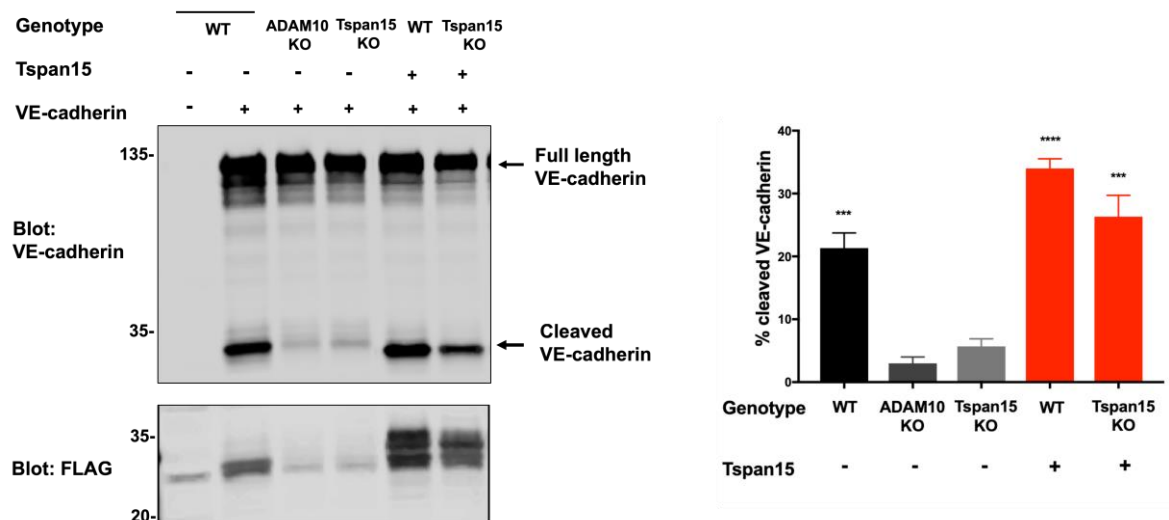 Genotype WT ADAM10 KO Tspan15 KO WT Tspan15 KO
Tspan15 - - - - + +
VE-cadherin - + + + + +
135-
Full length
VE-cadherin
Blot:
VE-cadherin
35-
Cleaved
VE-cadherin
35-
Blot: FLAG
20-
% cleaved VE-cadherin
40
30
20
10
0
*** **** ***
Genotype WT ADAM10 KO Tspan15 KO WT Tspan15 KO
Tspan15 - - - + +